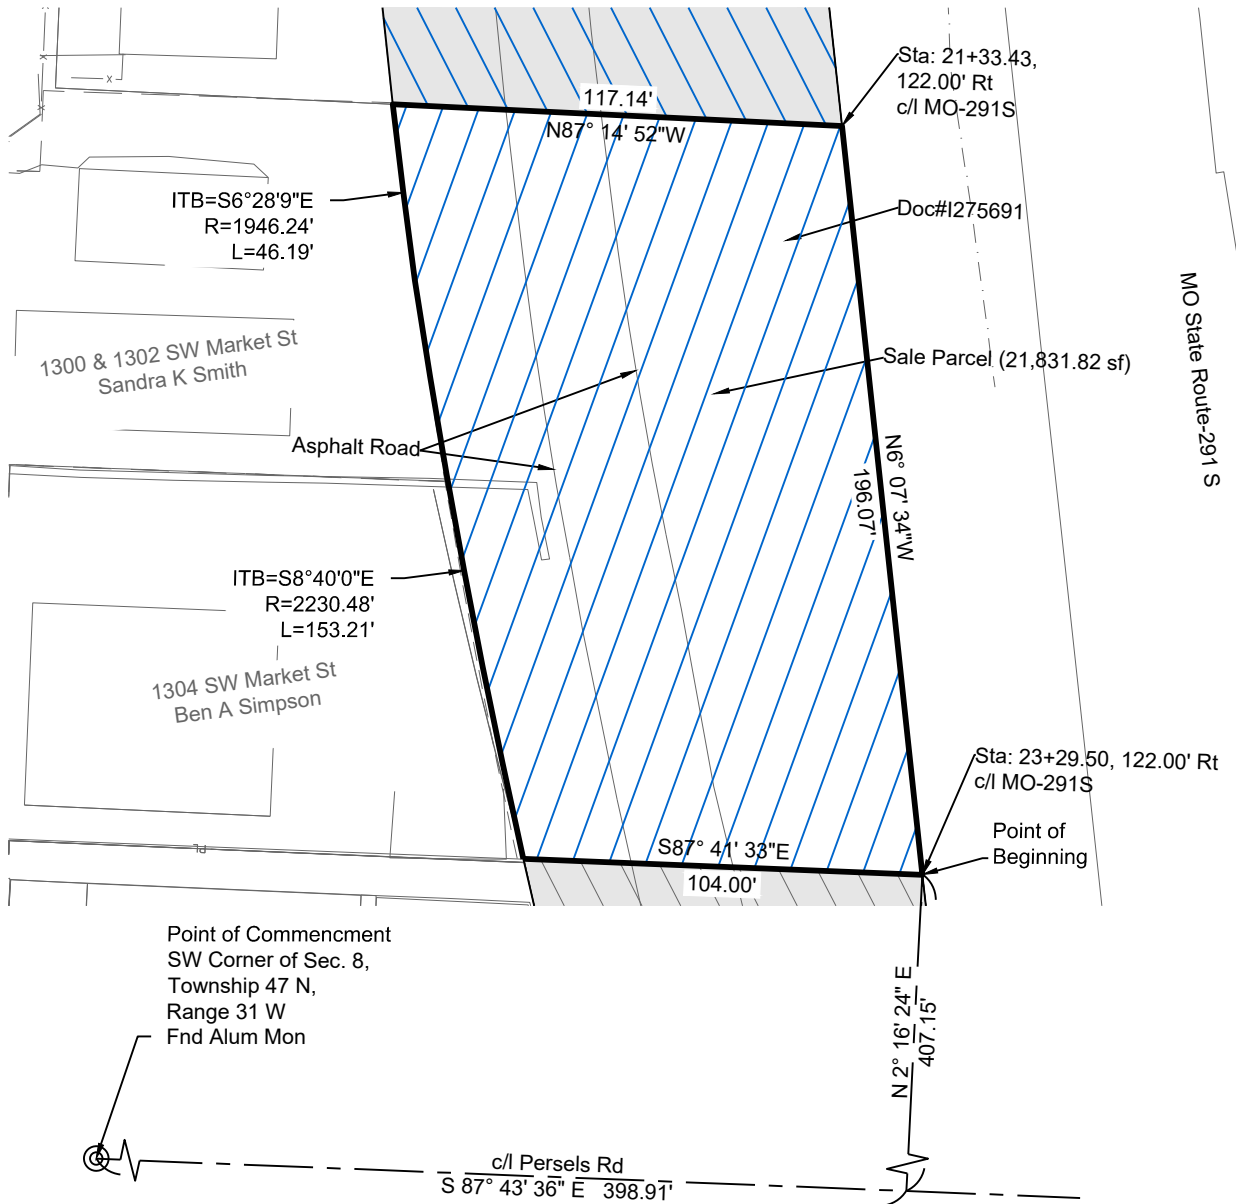 Sta: 21+33.43,
122.00' Rt
c/l MO-291S
117.14'
N87° 14' 52"W
ITB=S6°28'9"E
R=1946.24'
L=46.19'
Doc#I275691
MO State Route-291 S
1300 & 1302 SW Market St
Sandra K Smith
Sale Parcel (21,831.82 sf)
Asphalt Road
N6° 07' 34"W
196.07'
ITB=S8°40'0"E
R=2230.48'
L=153.21'
1304 SW Market St
Ben A Simpson
Sta: 23+29.50, 122.00' Rt
c/l MO-291S
Point of
Beginning
S87° 41' 33"E
104.00'
PL
X
X
X
X
Point of Commencment
SW Corner of Sec. 8,
Township 47 N,
Range 31 W
Fnd Alum Mon
N 2° 16' 24" E
407.15'
c/l Persels Rd
S 87° 43' 36" E 398.91'